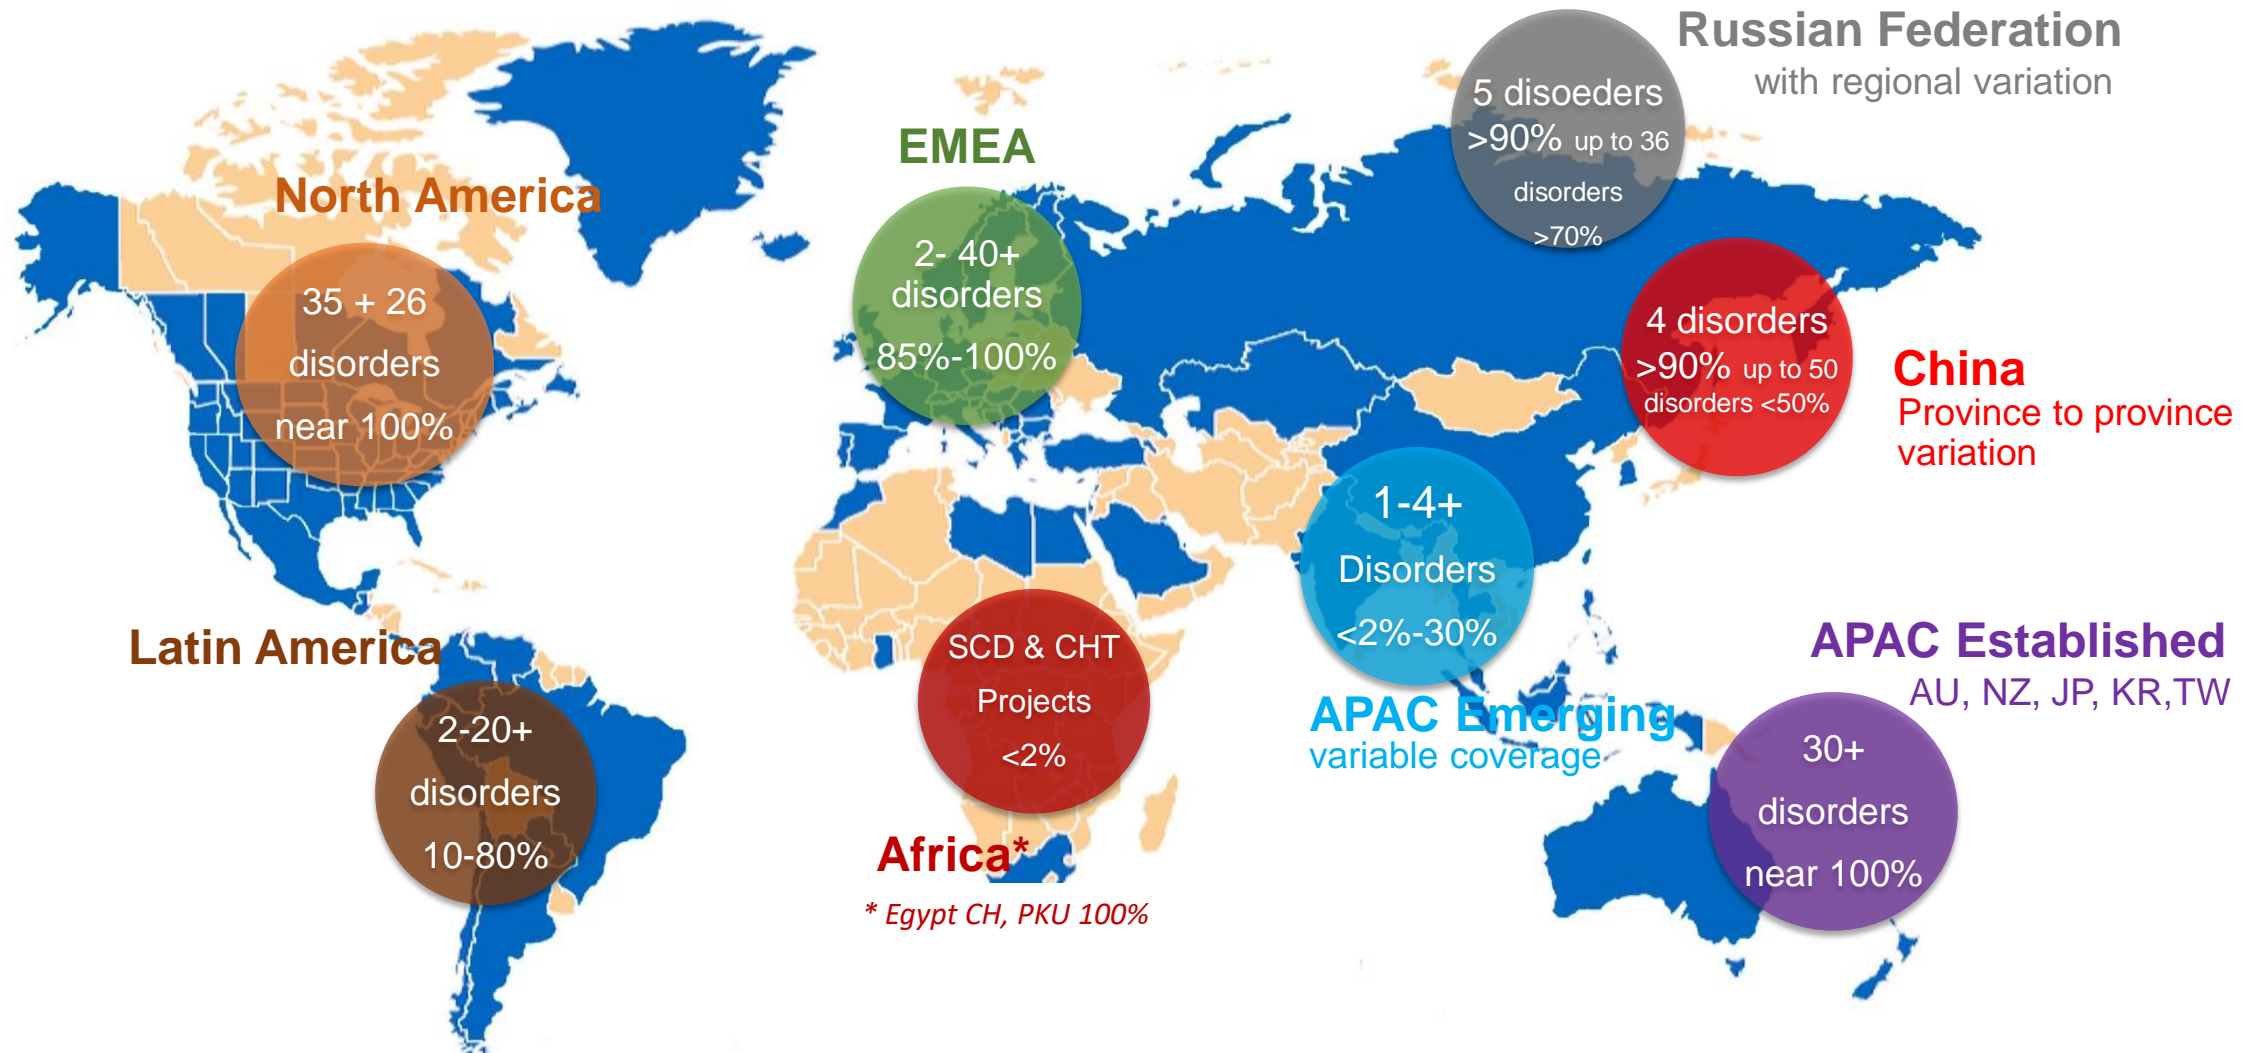 Russian Federation
with regional variation
5 disoeders
>90% up to 36
disorders
>70%
EMEA
2- 40+
disorders
85%-100%
North America
35 + 26
disorders
near 100%
4 disorders
>90% up to 50
disorders <50%
China
Province to province
variation
1-4+
Disorders
<2%-30%
APAC Emerging
variable coverage
SCD & CHT
Projects
<2%
Africa*
* Egypt CH, PKU 100%
Latin America
2-20+
disorders
10-80%
APAC Established
AU, NZ, JP, KR,TW
30+
disorders
near 100%